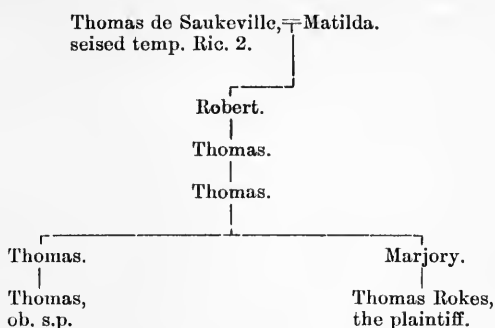 Thomas de Saukeville,=Matilda.
seised temp. Ric. 2.
Robert.
Thomas.
Thomas.
Thomas. Marjory.
Thomas, Thomas Rokes,
ob. s.p. the plaintiff.